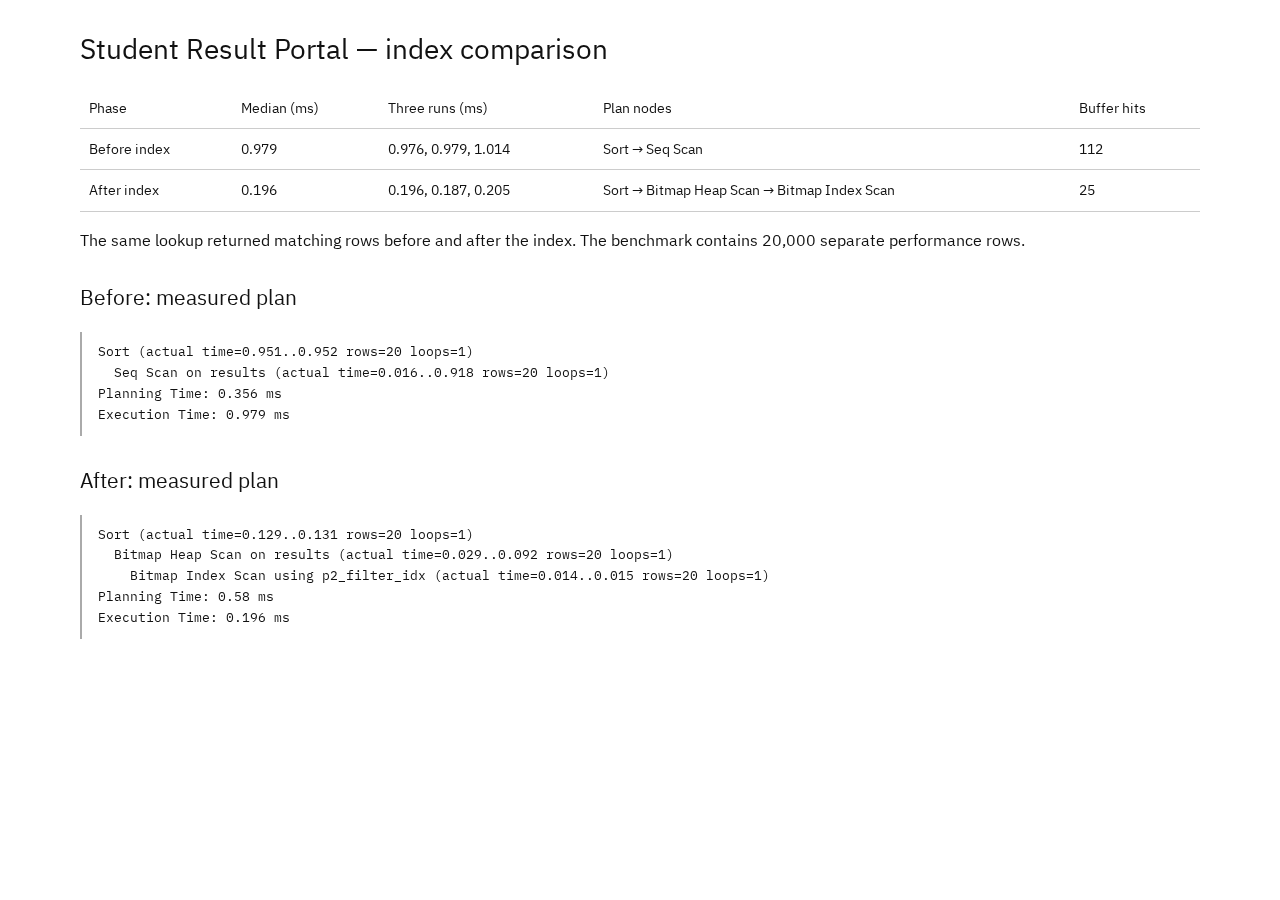 Student Result Portal — index comparison
Phase Median (ms) Three runs (ms) Plan nodes Buffer hits
Before index 0.979 0.976, 0.979, 1.014 Sort → Seq Scan 112
After index 0.196 0.196, 0.187, 0.205 Sort → Bitmap Heap Scan → Bitmap Index Scan 25
The same lookup returned matching rows before and after the index. The benchmark contains 20,000 separate performance rows.
Before: measured plan
Sort (actual time=0.951..0.952 rows=20 loops=1)
Seq Scan on results (actual time=0.016..0.918 rows=20 loops=1)
Planning Time: 0.356 ms
Execution Time: 0.979 ms
After: measured plan
Sort (actual time=0.129..0.131 rows=20 loops=1)
Bitmap Heap Scan on results (actual time=0.029..0.092 rows=20 loops=1)
Bitmap Index Scan using p2_filter_idx (actual time=0.014..0.015 rows=20 loops=1)
Planning Time: 0.58 ms
Execution Time: 0.196 ms